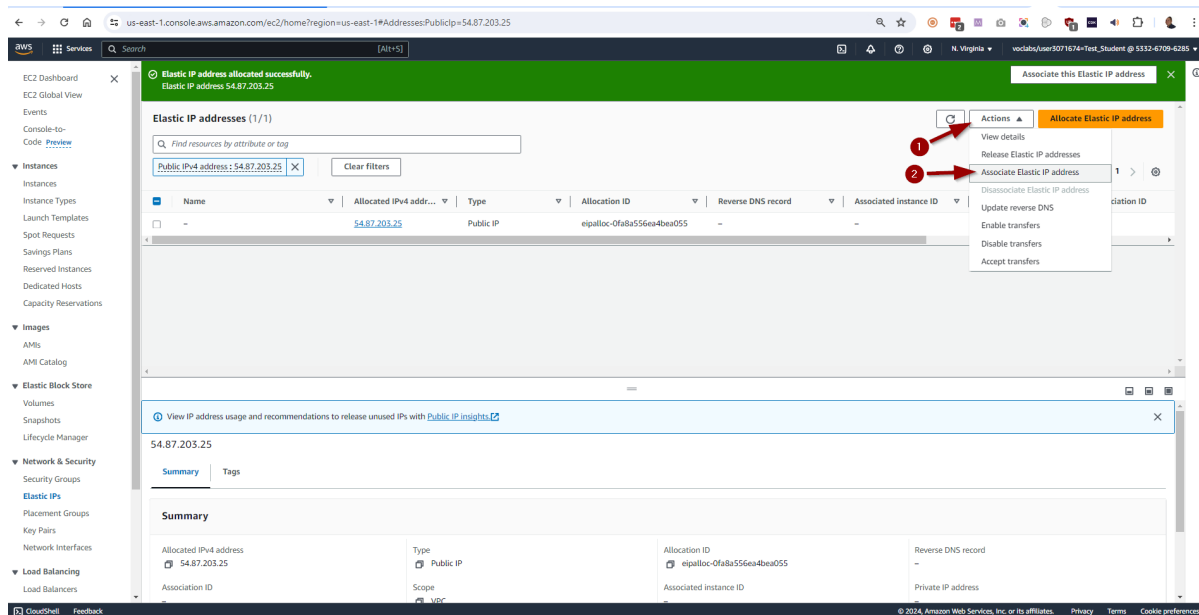 us-east-1.console.aws.amazon.com/ec2/home?region=us-east-1#Addresses:PublicIp=54.87.203.25
aws Services Search [Alt+S] N. Virginia voclabs/user3071674=Test_Student @ 5332-6709-6285
EC2 Dashboard
EC2 Global View
Events
Console-to-
Code Preview
Instances
Instances
Instance Types
Launch Templates
Spot Requests
Savings Plans
Reserved Instances
Dedicated Hosts
Capacity Reservations
Images
AMIs
AMI Catalog
Elastic Block Store
Volumes
Snapshots
Lifecycle Manager
Network & Security
Security Groups
Elastic IPs
Placement Groups
Key Pairs
Network Interfaces
Load Balancing
Load Balancers
Elastic IP address allocated successfully.
Elastic IP address 54.87.203.25
Associate this Elastic IP address
Elastic IP addresses (1/1)
Actions
Allocate Elastic IP address
Find resources by attribute or tag
Public IPv4 address : 54.87.203.25
Clear filters
1
2
View details
Release Elastic IP addresses
Associate Elastic IP address
Disassociate Elastic IP address
Update reverse DNS
Enable transfers
Disable transfers
Accept transfers
1
Name Allocated IPv4 addr... Type Allocation ID Reverse DNS record Associated instance ID ciation ID
– 54.87.203.25 Public IP eipalloc-0fa8a556ea4bea055 – –
View IP address usage and recommendations to release unused IPs with Public IP insights.
54.87.203.25
Summary Tags
Summary
Allocated IPv4 address Type Allocation ID Reverse DNS record
54.87.203.25 Public IP eipalloc-0fa8a556ea4bea055 –
Association ID Scope Associated instance ID Private IP address
– VPC – –
CloudShell Feedback © 2024, Amazon Web Services, Inc. or its affiliates. Privacy Terms Cookie preferences